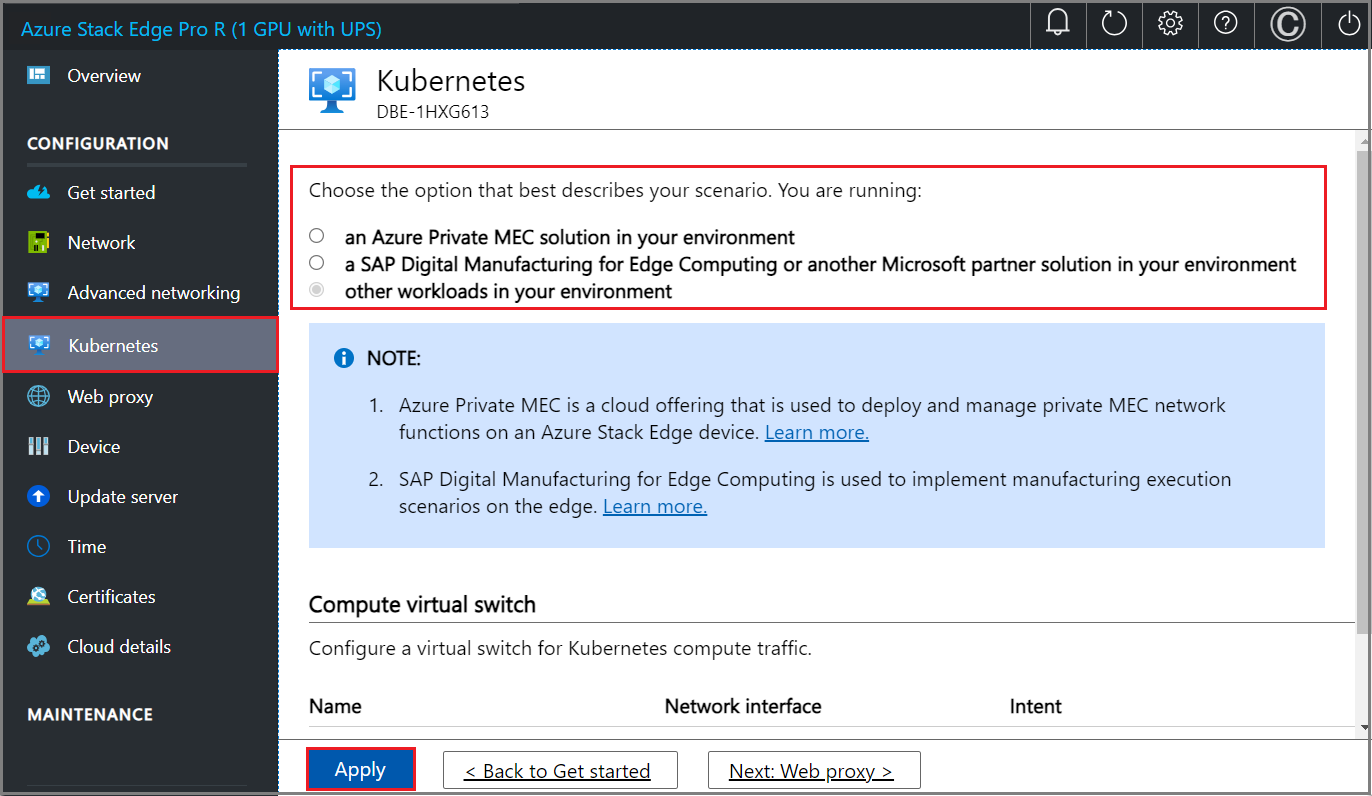 Azure Stack Edge Pro R (1 GPU with UPS)
Overview
CONFIGURATION
Get started
Network
Advanced networking
Kubernetes
Web proxy
Device
Update server
Time
Certificates
Cloud details
MAINTENANCE
Kubernetes
DBE-1HXG613
Choose the option that best describes your scenario. You are running:
an Azure Private MEC solution in your environment
a SAP Digital Manufacturing for Edge Computing or another Microsoft partner solution in your environment
other workloads in your environment
NOTE:
1. Azure Private MEC is a cloud offering that is used to deploy and manage private MEC network
functions on an Azure Stack Edge device. Learn more.
2. SAP Digital Manufacturing for Edge Computing is used to implement manufacturing execution
scenarios on the edge. Learn more.
Compute virtual switch
Configure a virtual switch for Kubernetes compute traffic.
Name Network interface Intent
Apply < Back to Get started Next: Web proxy >